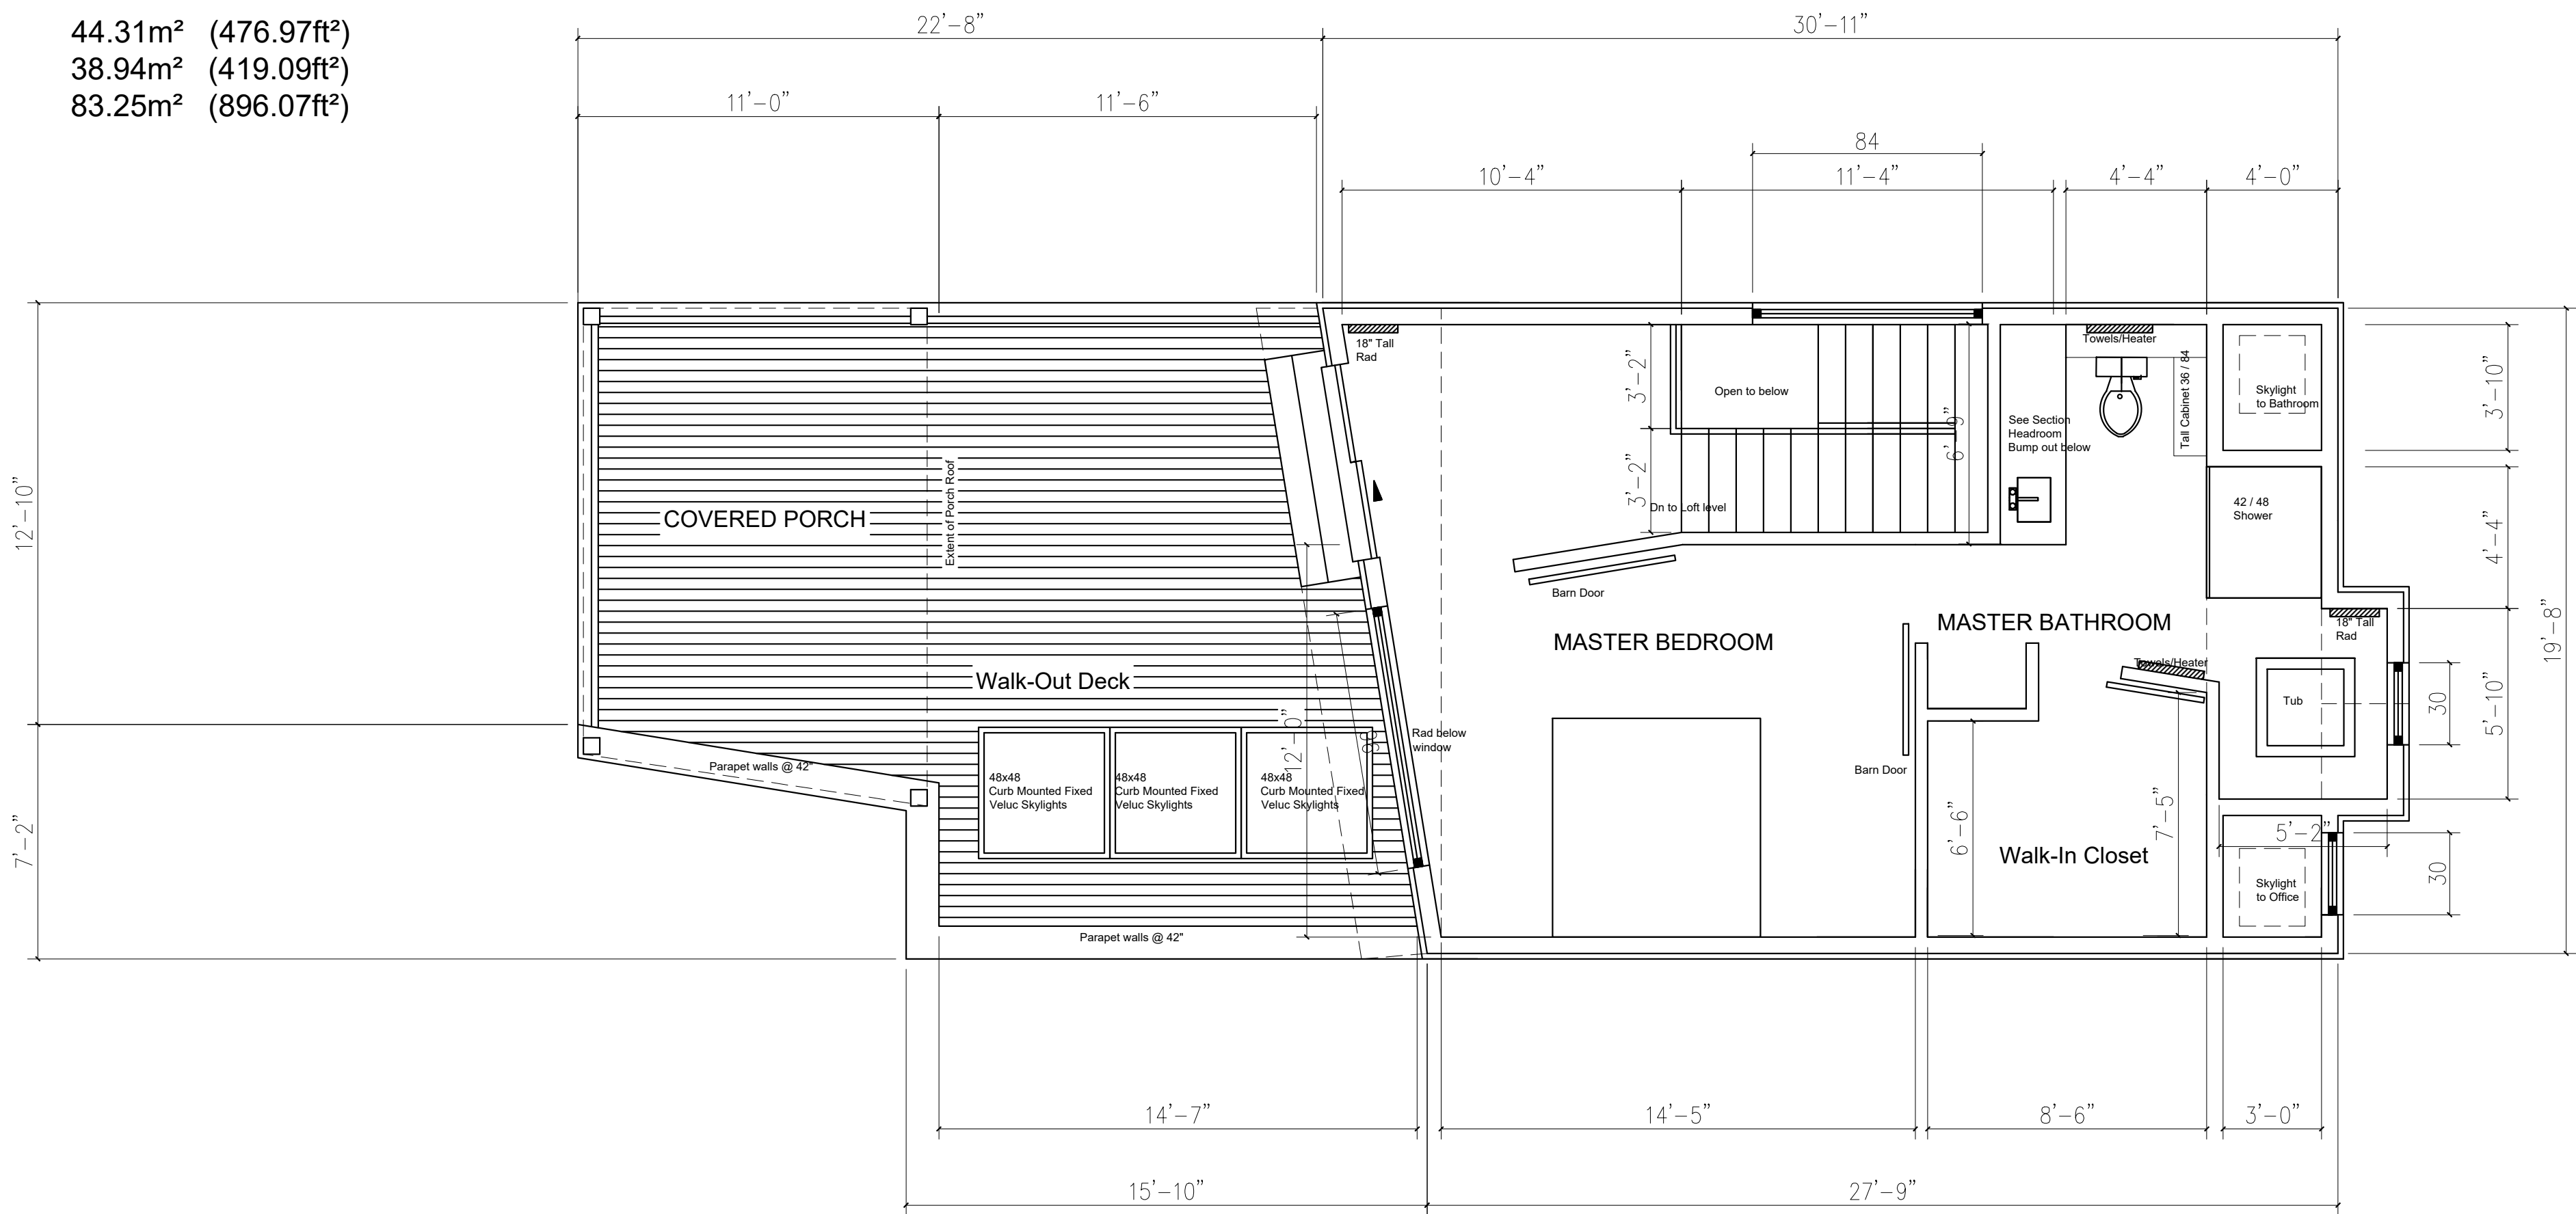 44.31m² (476.97ft²)
38.94m² (419.09ft²)
83.25m² (896.07ft²)
22'-8"
30'-11"
11'-0"
11'-6"
84
10'-4"
11'-4"
4'-4"
4'-0"
18" Tall
Rad
Towels/Heater
Tall Cabinet 36 / 84
Skylight
to Bathroom
3'-10"
3'-2"
Open to below
6'-9"
See Section
Headroom
Bump out below
Extent of Porch Roof
3'-2"
Dn to Loft level
12'-10"
COVERED PORCH
42 / 48
Shower
4'-4"
Barn Door
MASTER BEDROOM
MASTER BATHROOM
18" Tall
Rad
19'-8"
Towels/Heater
Walk-Out Deck
Tub
30
5'-10"
12'-0"
96
Rad below
window
Parapet walls @ 42"
Barn Door
48x48
Curb Mounted Fixed
Veluc Skylights
48x48
Curb Mounted Fixed
Veluc Skylights
48x48
Curb Mounted Fixed
Veluc Skylights
7'-2"
6'-6"
7'-5"
5'-2"
Walk-In Closet
Skylight
to Office
30
Parapet walls @ 42"
14'-7"
14'-5"
8'-6"
3'-0"
15'-10"
27'-9"